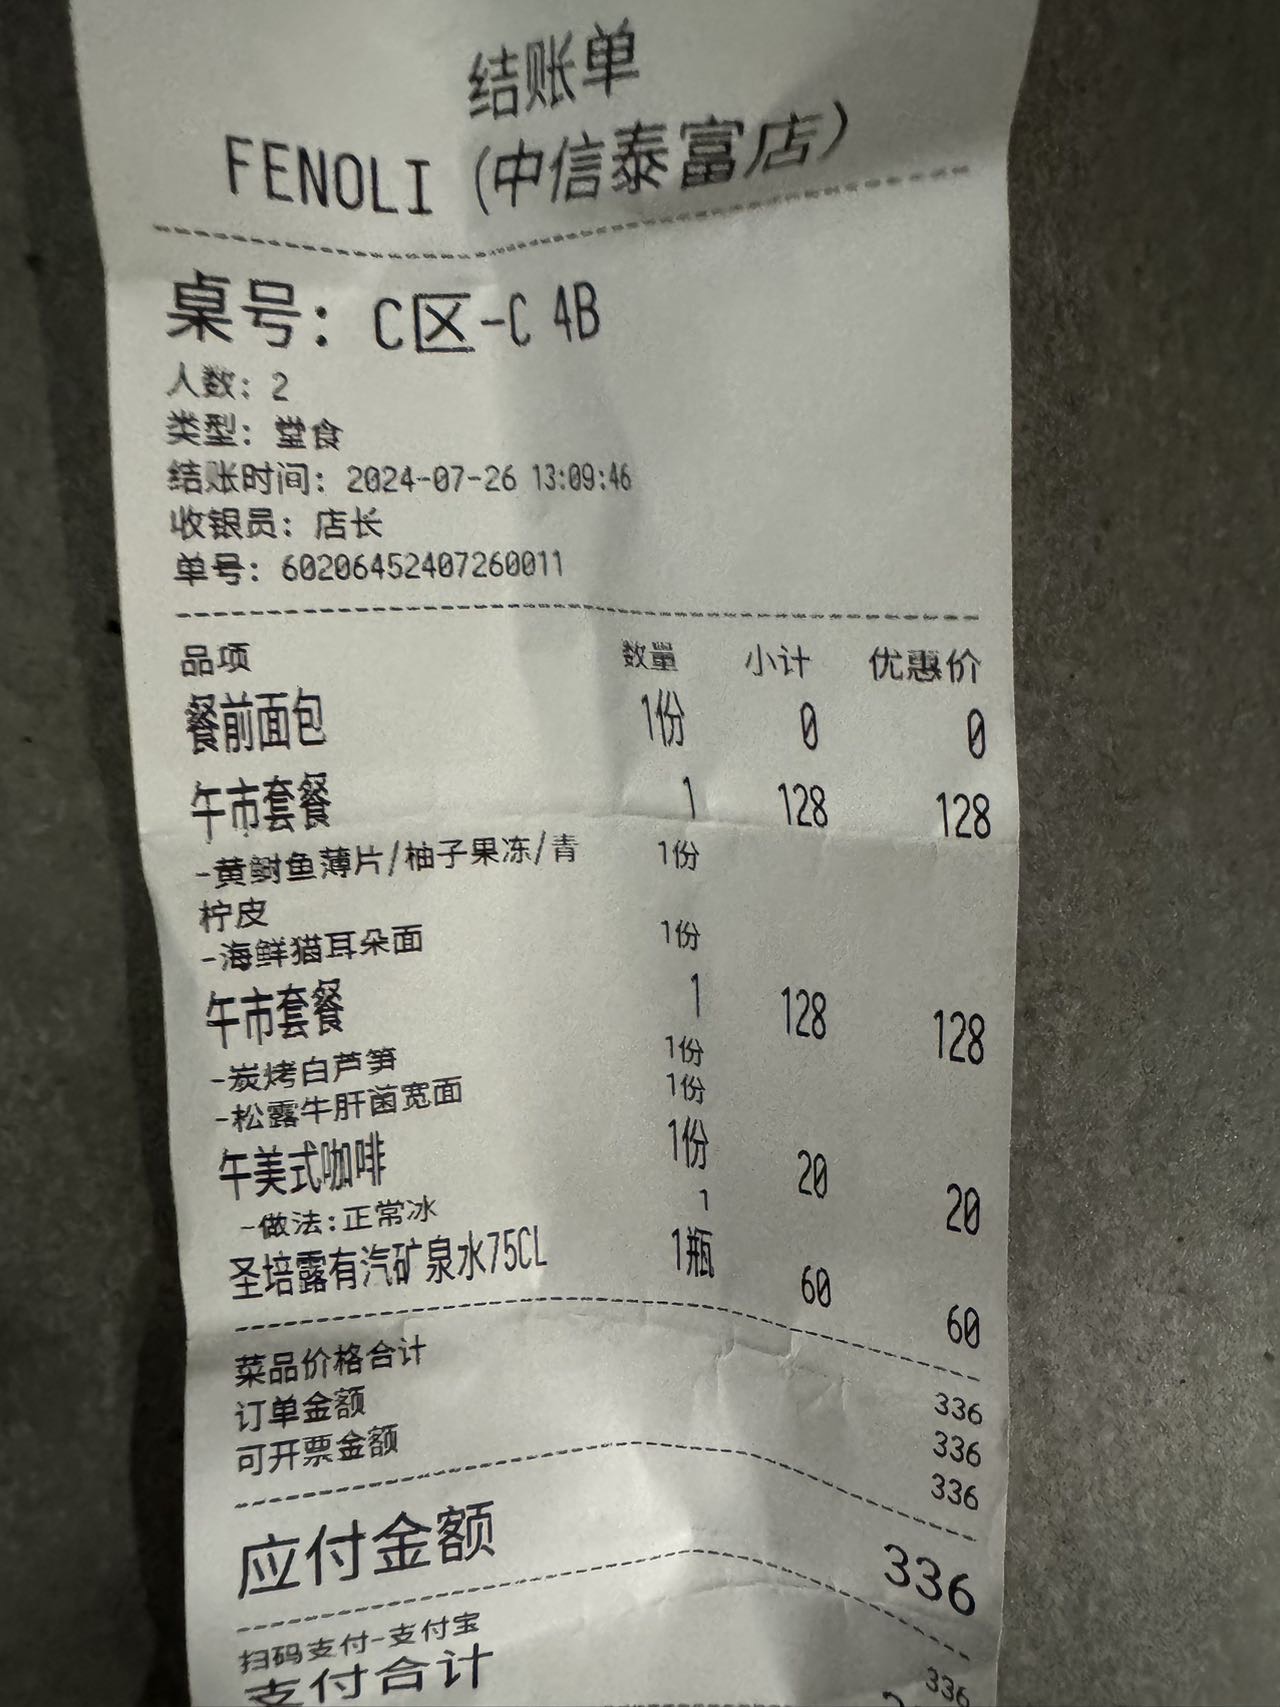 结账单
FENOLI (中信泰富店)
桌号: C区-C 4B
人数: 2
类型: 堂食
结账时间: 2024-07-26 13:09:46
收银员: 店长
单号: 60206452407260011
品项 数量 小计 优惠价
餐前面包 1份 0 0
午市套餐 1 128 128
-黄鰤鱼薄片/柚子果冻/青 1份
柠皮
-海鲜猫耳朵面 1份
午市套餐 1 128 128
-炭烤白芦笋 1份
-松露牛肝菌宽面 1份
午美式咖啡 1份 20 20
-做法:正常冰 1
圣培露有汽矿泉水75CL 1瓶 60 60
菜品价格合计 336
订单金额 336
可开票金额 336
应付金额 336
扫码支付-支付宝 336
支付合计